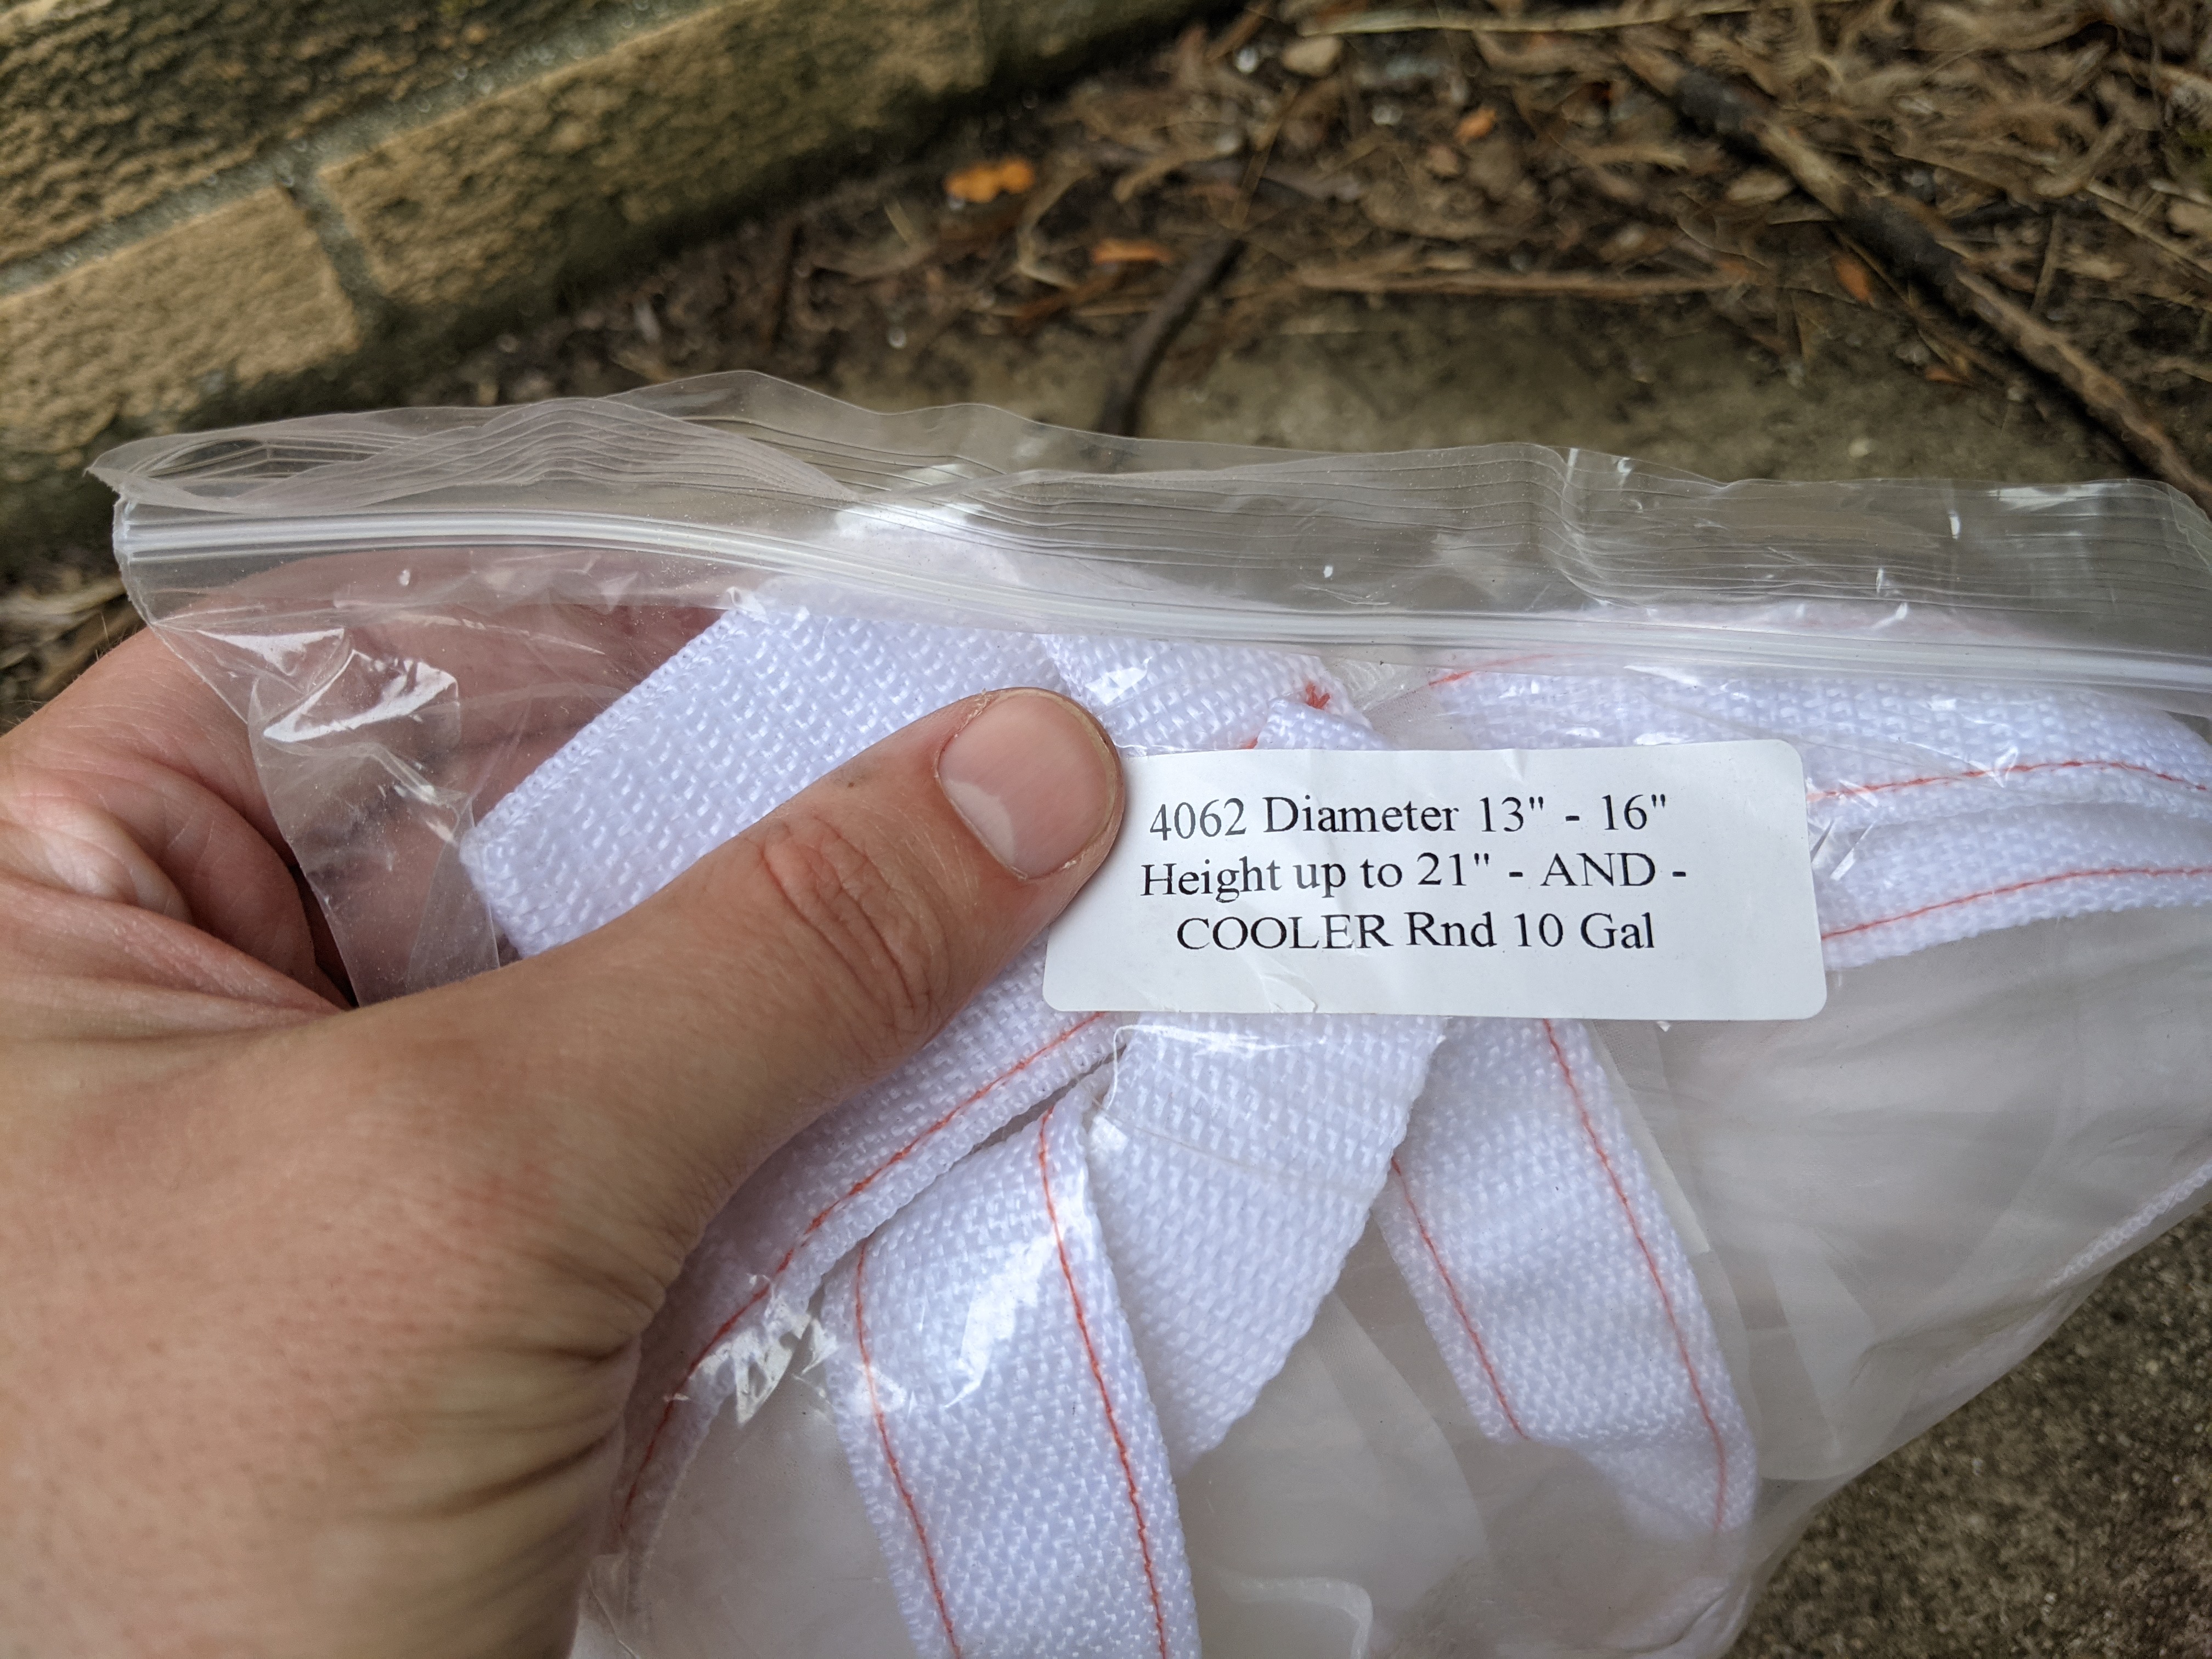 4062 Diameter 13" - 16"
Height up to 21" - AND -
COOLER Rnd 10 Gal